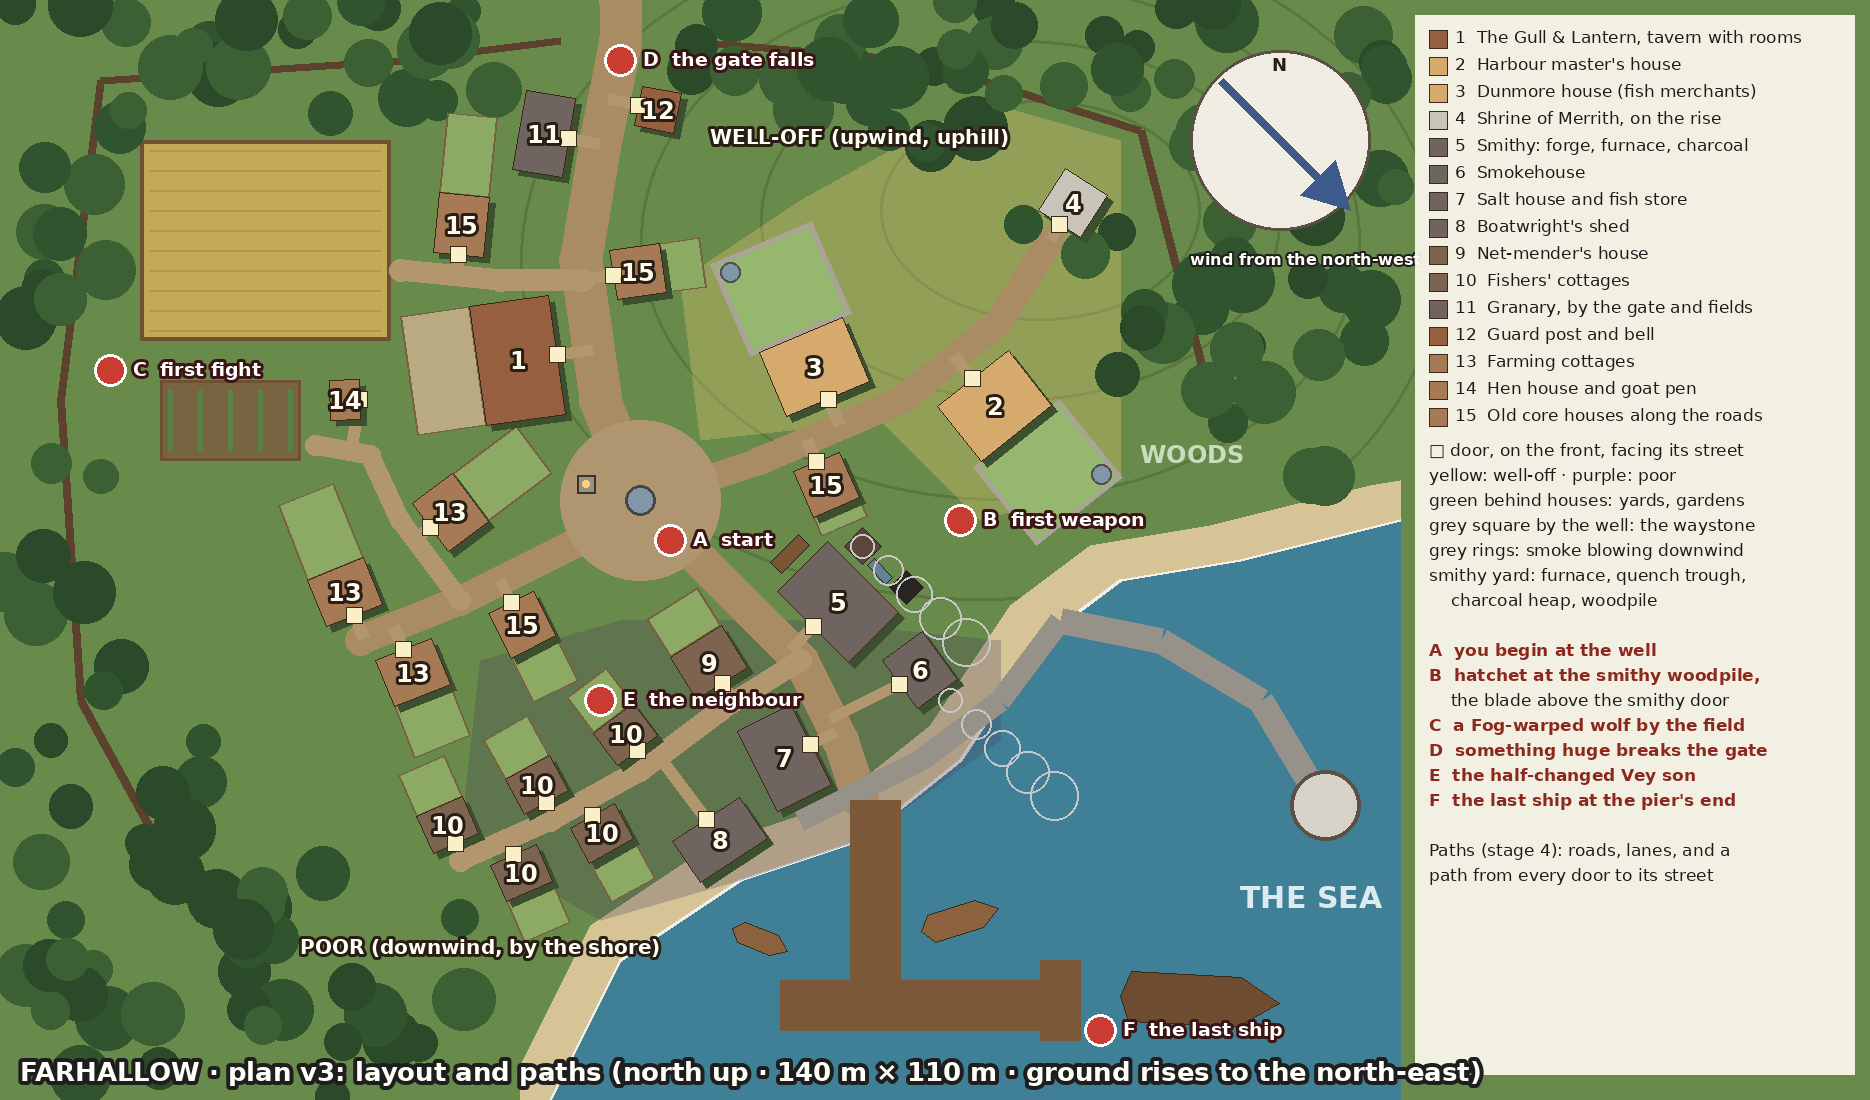 D the gate falls
12
11
WELL-OFF (upwind, uphill)
N
4
15
15
wind from the north-west
1
3
C first fight
14
2
WOODS
15
13
B first weapon
A start
13
5
15
9
6
13
E the neighbour
10
7
10
10
10
8
10
THE SEA
POOR (downwind, by the shore)
F the last ship
FARHALLOW · plan v3: layout and paths (north up · 140 m × 110 m · ground rises to the north-east)
1 The Gull & Lantern, tavern with rooms
2 Harbour master's house
3 Dunmore house (fish merchants)
4 Shrine of Merrith, on the rise
5 Smithy: forge, furnace, charcoal
6 Smokehouse
7 Salt house and fish store
8 Boatwright's shed
9 Net-mender's house
10 Fishers' cottages
11 Granary, by the gate and fields
12 Guard post and bell
13 Farming cottages
14 Hen house and goat pen
15 Old core houses along the roads
□ door, on the front, facing its street
yellow: well-off · purple: poor
green behind houses: yards, gardens
grey square by the well: the waystone
grey rings: smoke blowing downwind
smithy yard: furnace, quench trough,
charcoal heap, woodpile
A you begin at the well
B hatchet at the smithy woodpile,
the blade above the smithy door
C a Fog-warped wolf by the field
D something huge breaks the gate
E the half-changed Vey son
F the last ship at the pier's end
Paths (stage 4): roads, lanes, and a
path from every door to its street